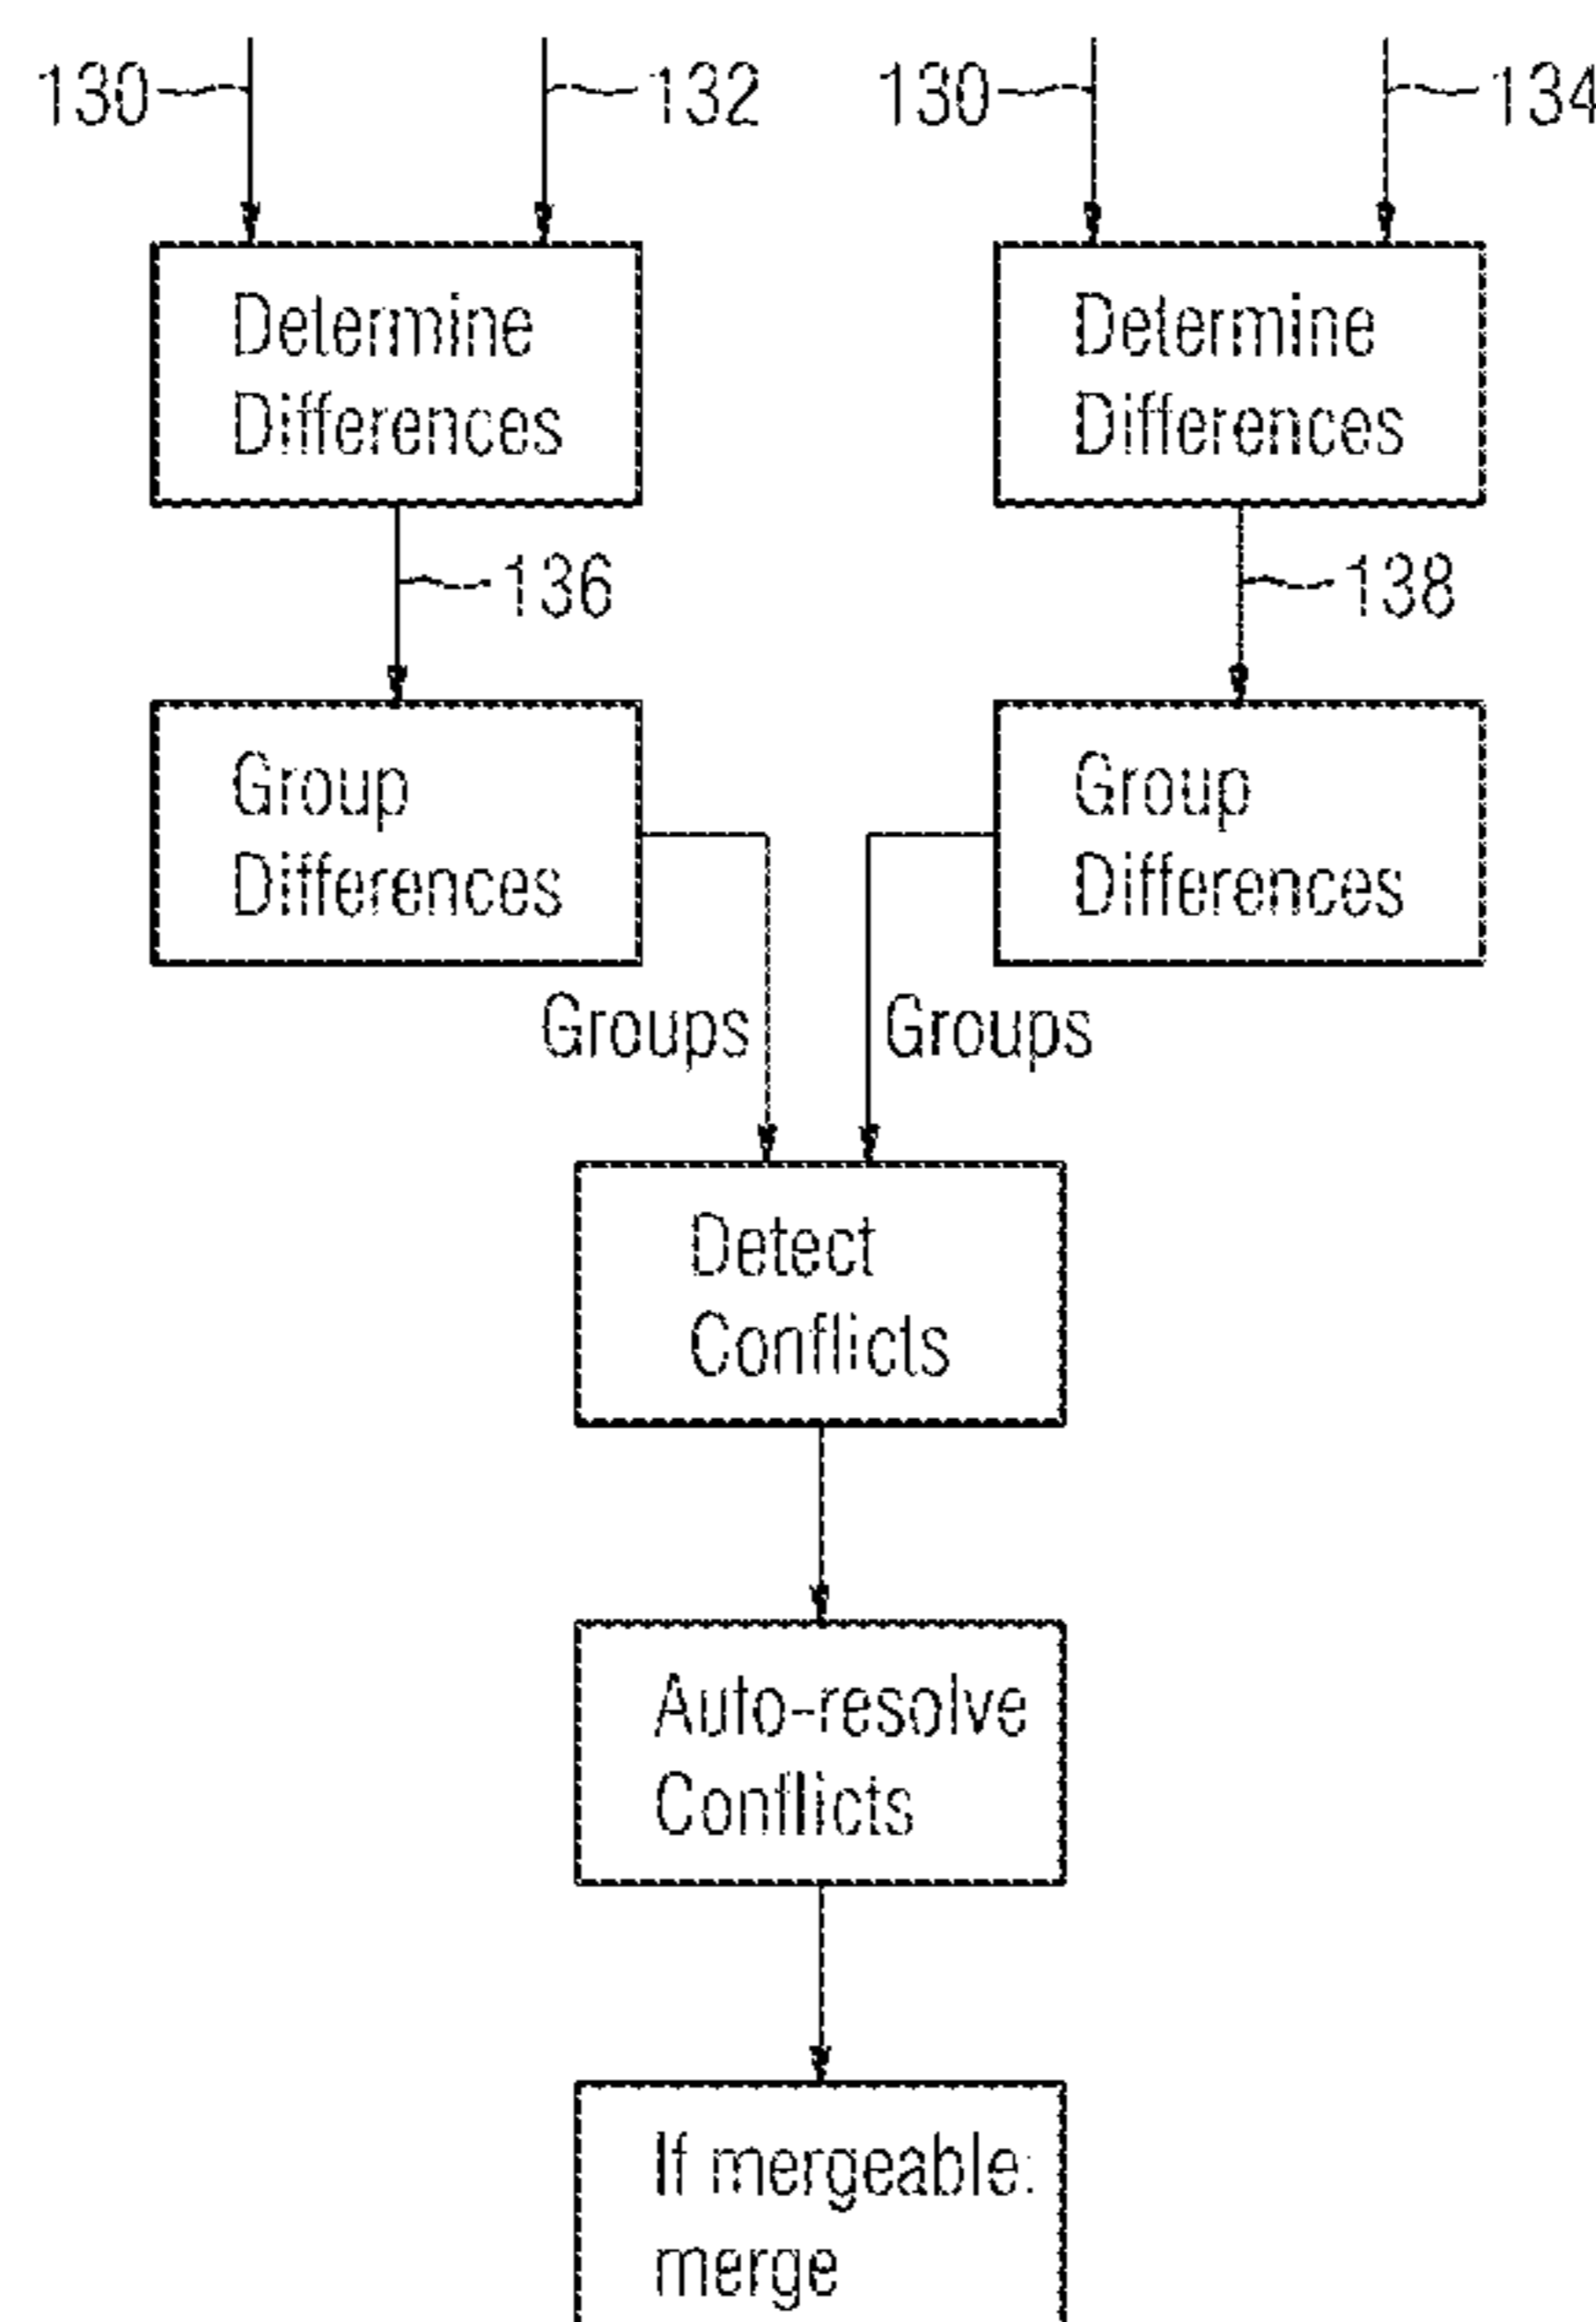 130
132
130
134
Determine
Differences
Determine
Differences
136
138
Group
Differences
Group
Differences
Groups
Groups
Detect
Conflicts
Auto-resolve
Conflicts
If mergeable:
merge